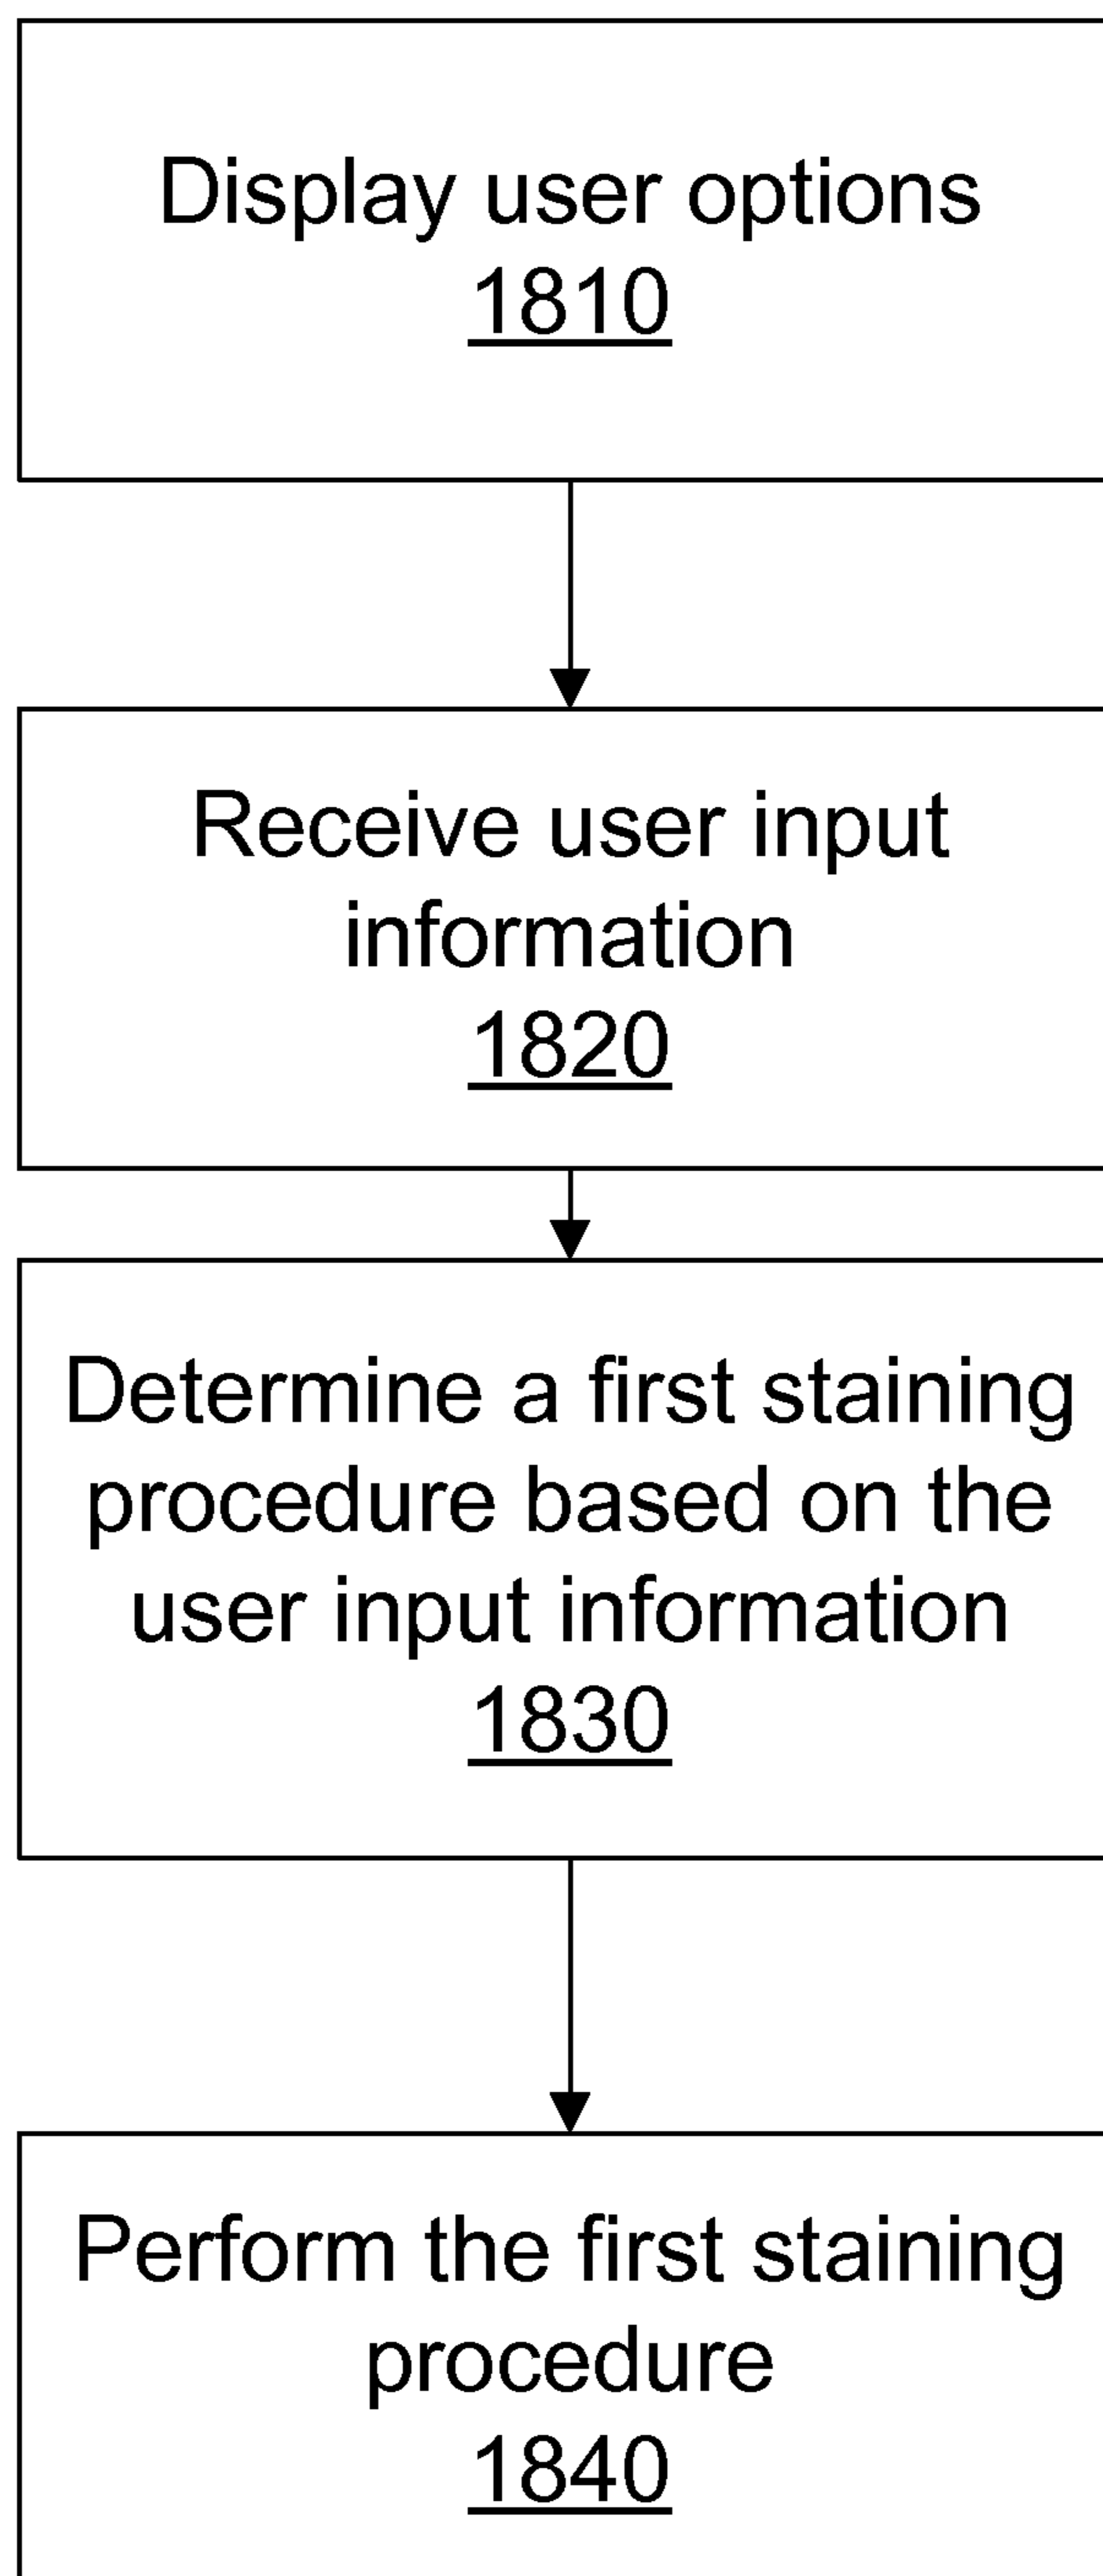 Display user options
1810
Receive user input
information
1820
Determine a first staining
procedure based on the
user input information
1830
Perform the first staining
procedure
1840